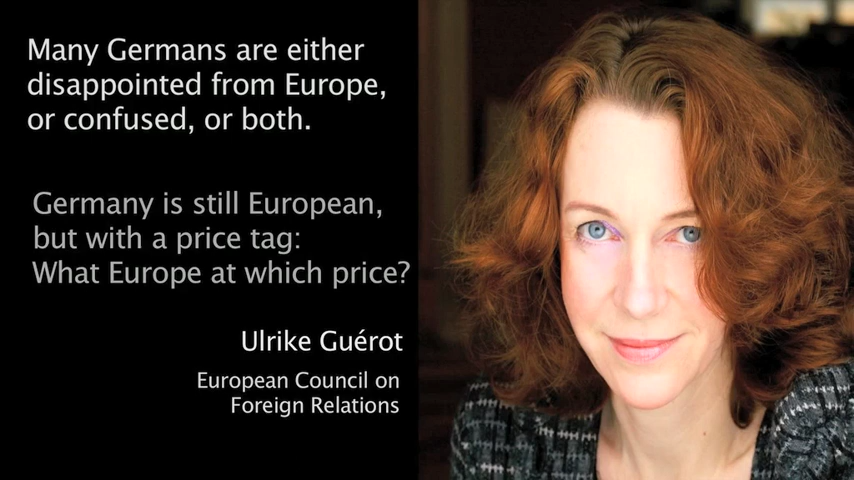 Many Germans are either
disappointed from Europe,
or confused, or both.
Germany is still European,
but with a price tag:
What Europe at which price?
Ulrike Guérot
European Council on
Foreign Relations